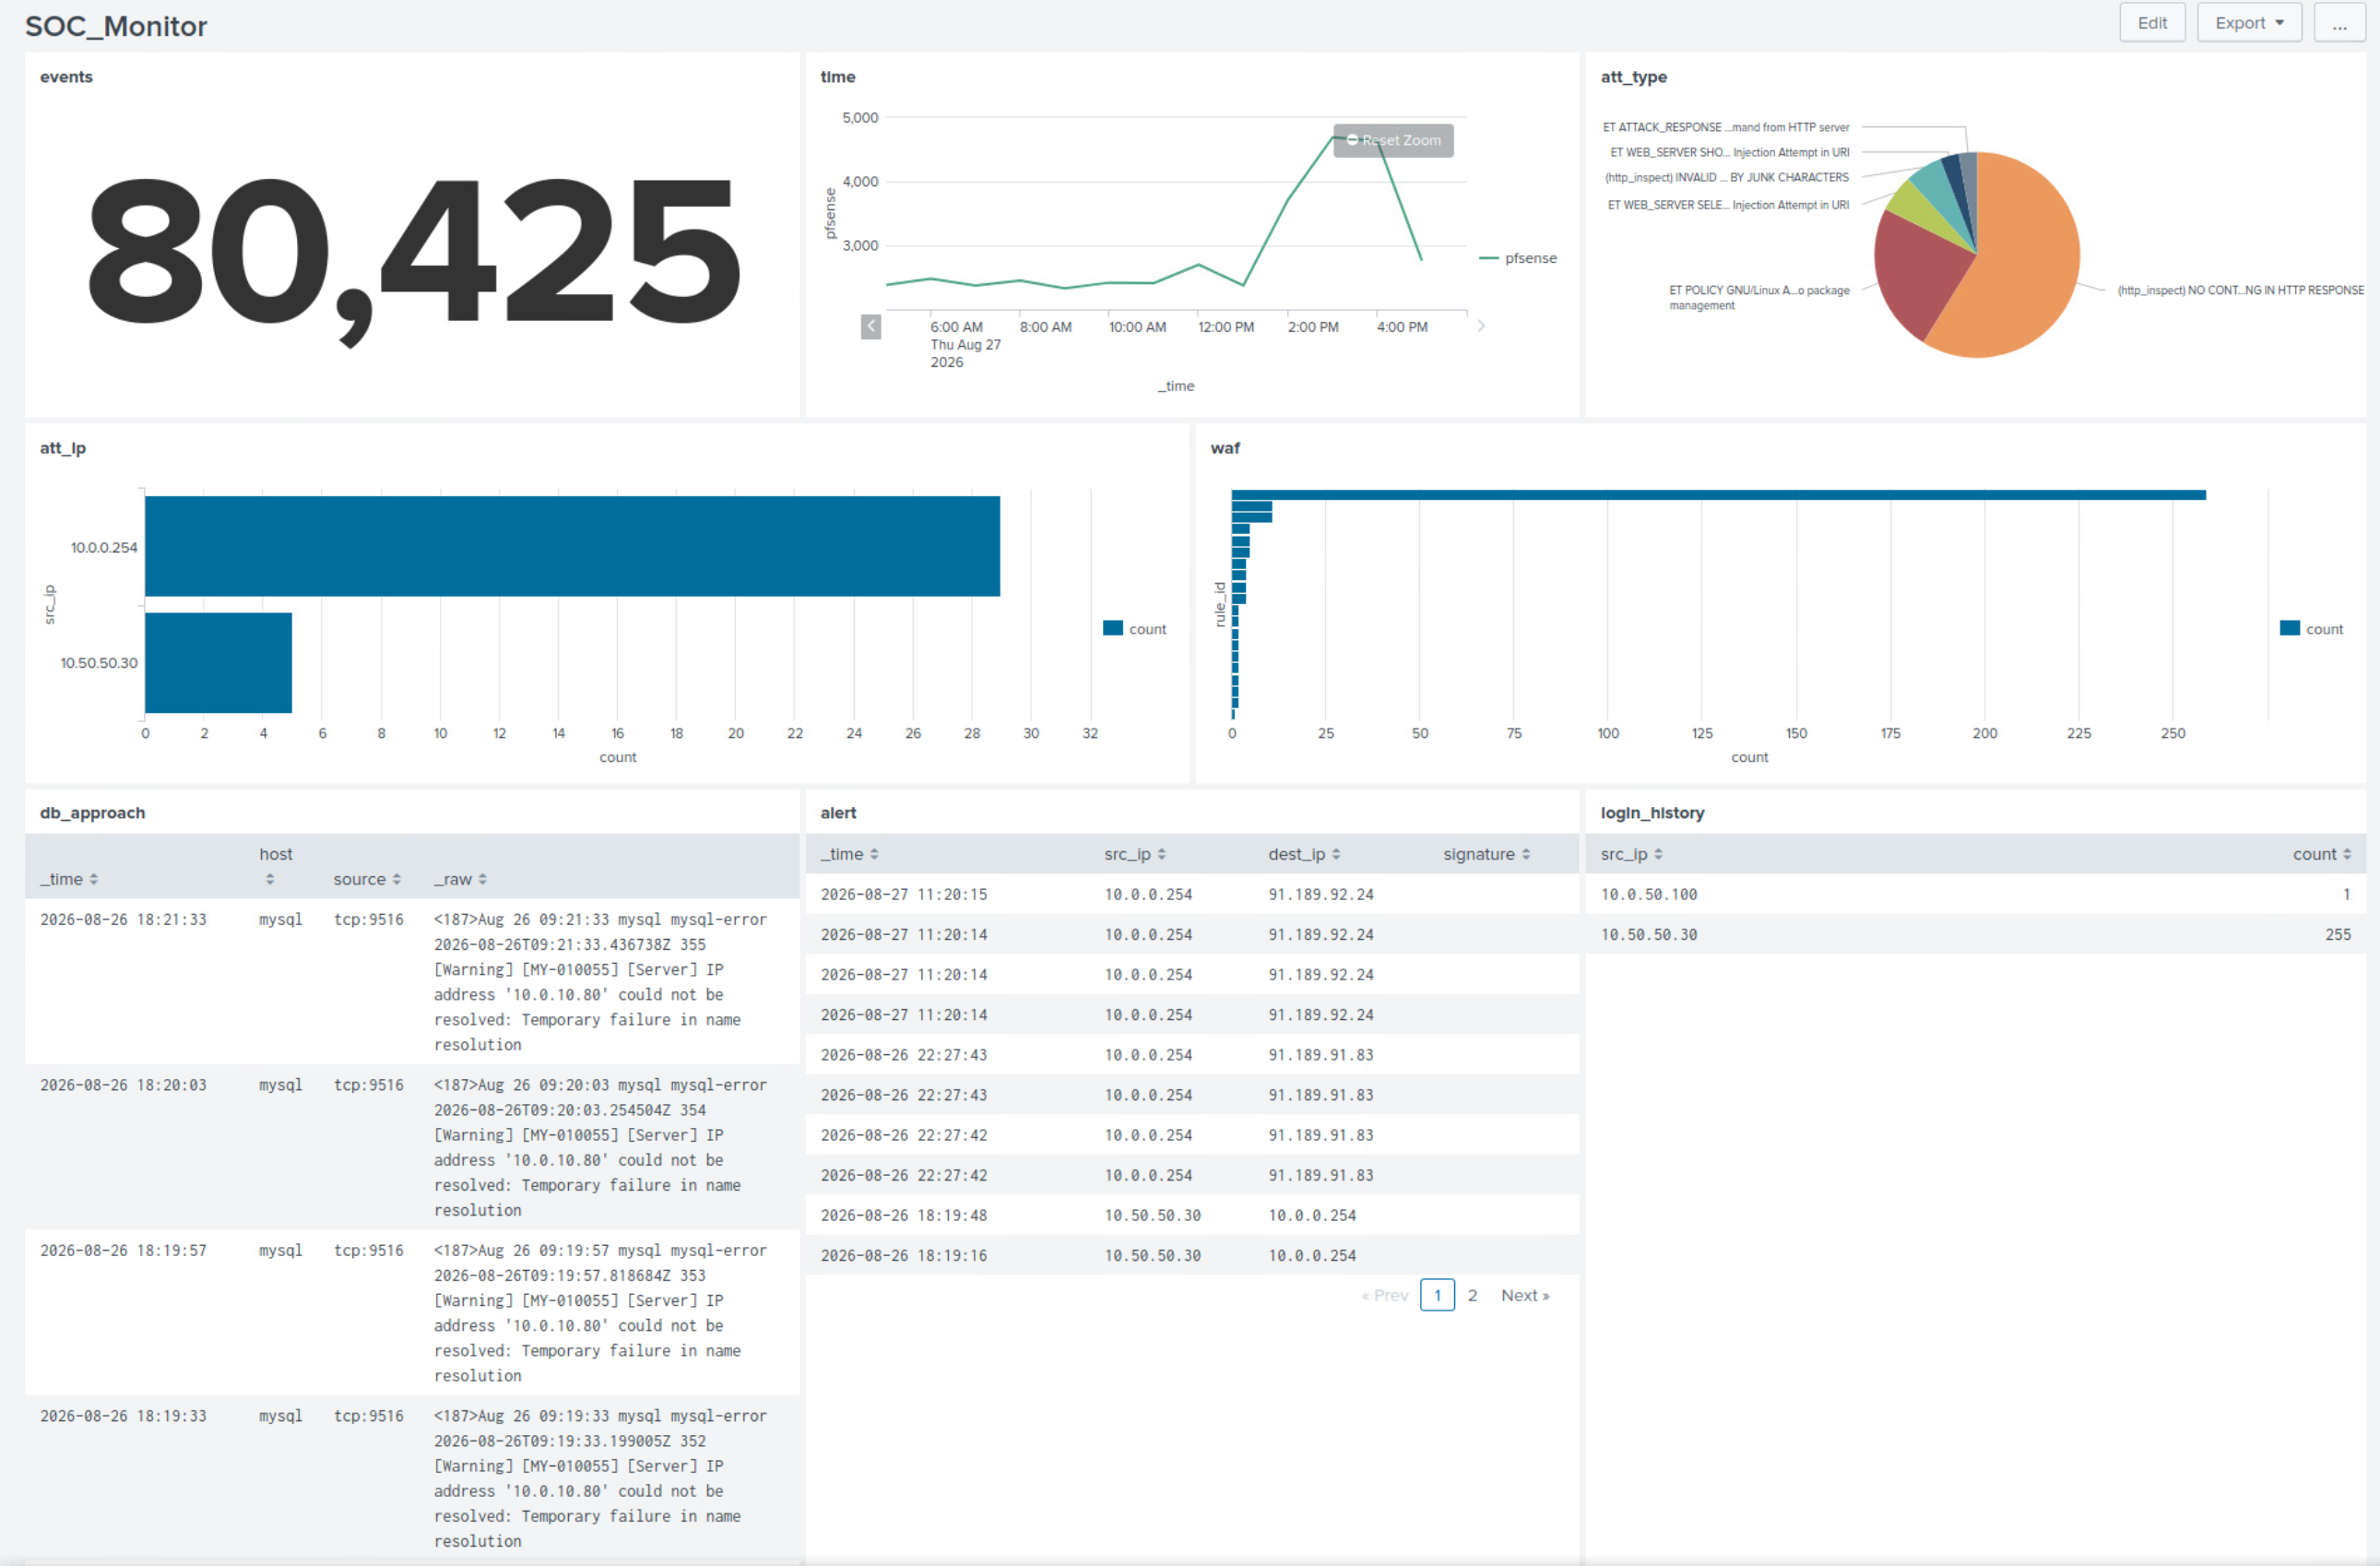 SOC_Monitor
Edit
Export
...
events
80,425
time
5,000
4,000
3,000
pfsense
Reset Zoom
pfsense
6:00 AM
Thu Aug 27
2026
8:00 AM
10:00 AM
12:00 PM
2:00 PM
4:00 PM
_time
att_type
ET ATTACK_RESPONSE ...mand from HTTP server
ET WEB_SERVER SHO... Injection Attempt in URI
(http_inspect) INVALID ... BY JUNK CHARACTERS
ET WEB_SERVER SELE... Injection Attempt in URI
ET POLICY GNU/Linux A...o package
management
(http_inspect) NO CONT...NG IN HTTP RESPONSE
att_ip
src_ip
10.0.0.254
10.50.50.30
0 2 4 6 8 10 12 14 16 18 20 22 24 26 28 30 32
count
count
waf
rule_id
0 25 50 75 100 125 150 175 200 225 250
count
count
db_approach
_time host source _raw
2026-08-26 18:21:33 mysql tcp:9516 <187>Aug 26 09:21:33 mysql mysql-error
2026-08-26T09:21:33.436738Z 355
[Warning] [MY-010055] [Server] IP
address '10.0.10.80' could not be
resolved: Temporary failure in name
resolution
2026-08-26 18:20:03 mysql tcp:9516 <187>Aug 26 09:20:03 mysql mysql-error
2026-08-26T09:20:03.254504Z 354
[Warning] [MY-010055] [Server] IP
address '10.0.10.80' could not be
resolved: Temporary failure in name
resolution
2026-08-26 18:19:57 mysql tcp:9516 <187>Aug 26 09:19:57 mysql mysql-error
2026-08-26T09:19:57.818684Z 353
[Warning] [MY-010055] [Server] IP
address '10.0.10.80' could not be
resolved: Temporary failure in name
resolution
2026-08-26 18:19:33 mysql tcp:9516 <187>Aug 26 09:19:33 mysql mysql-error
2026-08-26T09:19:33.199005Z 352
[Warning] [MY-010055] [Server] IP
address '10.0.10.80' could not be
resolved: Temporary failure in name
resolution
alert
_time src_ip dest_ip signature
2026-08-27 11:20:15 10.0.0.254 91.189.92.24
2026-08-27 11:20:14 10.0.0.254 91.189.92.24
2026-08-27 11:20:14 10.0.0.254 91.189.92.24
2026-08-27 11:20:14 10.0.0.254 91.189.92.24
2026-08-26 22:27:43 10.0.0.254 91.189.91.83
2026-08-26 22:27:43 10.0.0.254 91.189.91.83
2026-08-26 22:27:42 10.0.0.254 91.189.91.83
2026-08-26 22:27:42 10.0.0.254 91.189.91.83
2026-08-26 18:19:48 10.50.50.30 10.0.0.254
2026-08-26 18:19:16 10.50.50.30 10.0.0.254
« Prev 1 2 Next »
login_history
src_ip count
10.0.50.100 1
10.50.50.30 255